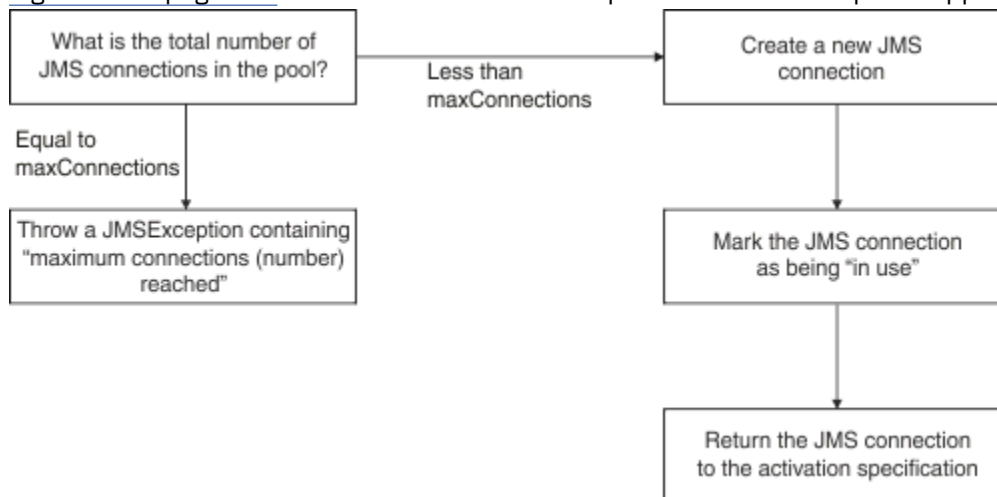 What is the total number of
JMS connections in the pool?
Less than
maxConnections
Create a new JMS
connection
Equal to
maxConnections
Throw a JMSException containing
“maximum connections (number)
reached”
Mark the JMS connection
as being “in use”
Return the JMS connection
to the activation specification